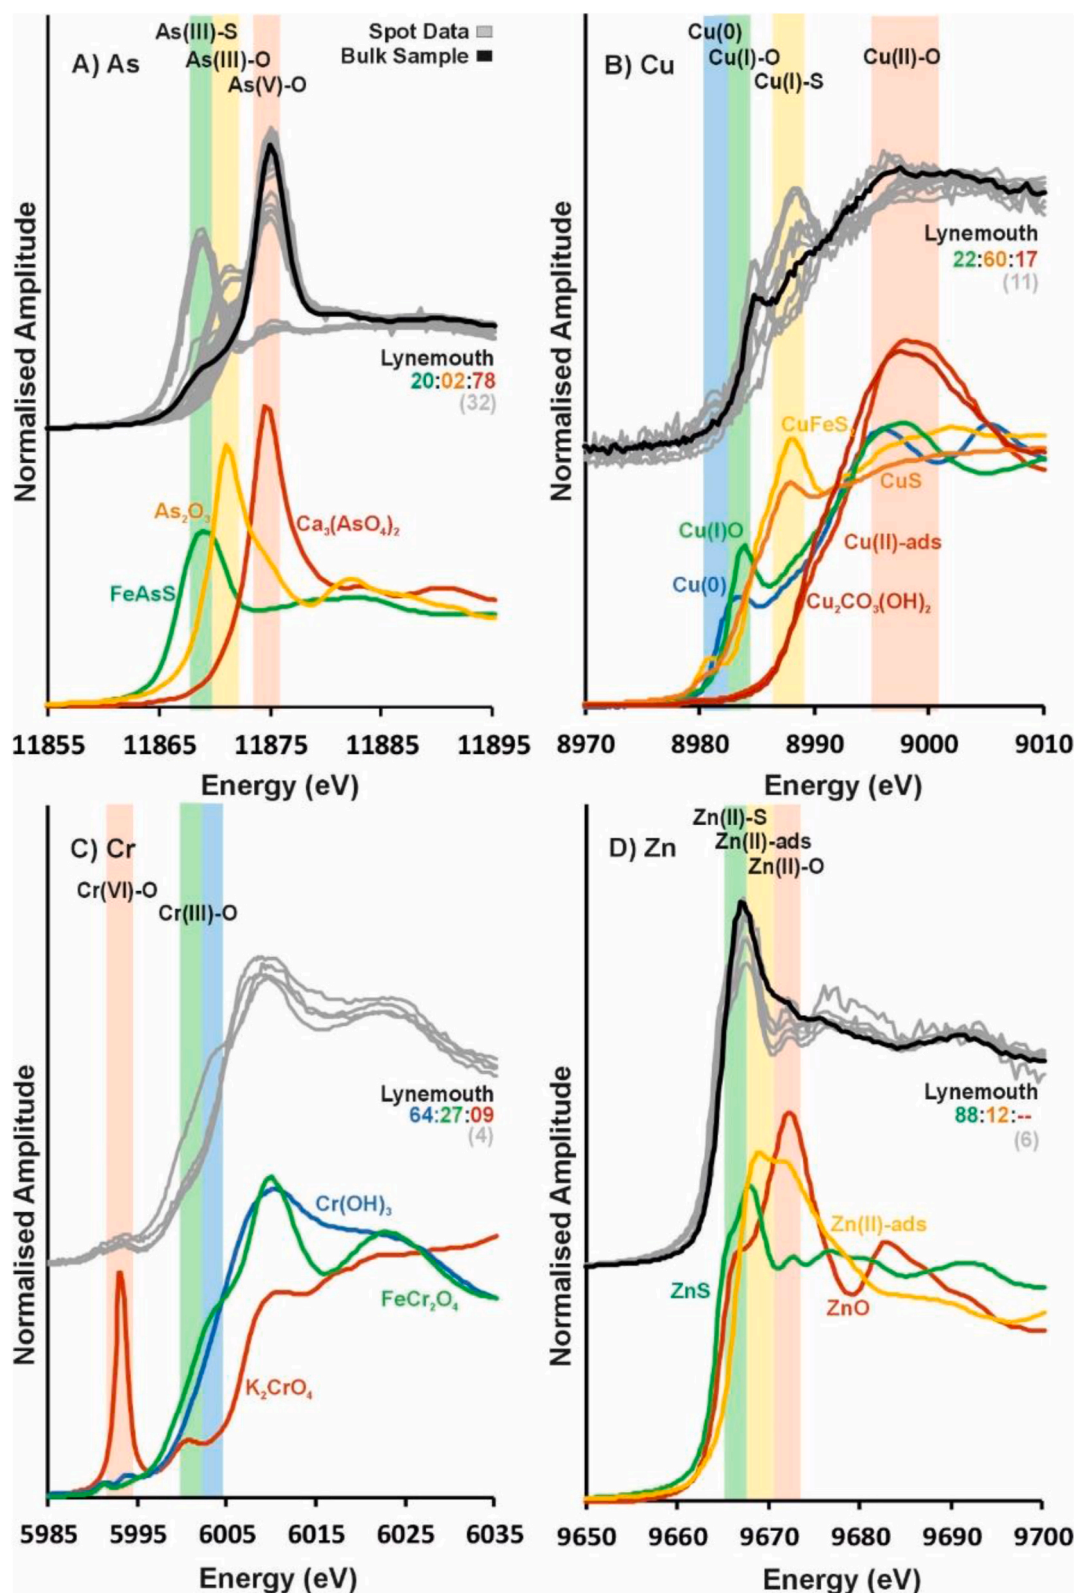 A) As
As(III)-S
As(III)-O
As(V)-O
Spot Data
Bulk Sample
Normalised Amplitude
Lynemouth
20:02:78
(32)
As₂O₃
FeAsS
Ca₃(AsO₄)₂
11855 11865 11875 11885 11895
Energy (eV)
B) Cu
Cu(0)
Cu(I)-O
Cu(I)-S
Cu(II)-O
Normalised Amplitude
Lynemouth
22:60:17
(11)
CuFeS
CuS
Cu(I)O
Cu(II)-ads
Cu(0)
Cu₂CO₃(OH)₂
8970 8980 8990 9000 9010
Energy (eV)
C) Cr
Cr(VI)-O
Cr(III)-O
Normalised Amplitude
Lynemouth
64:27:09
(4)
Cr(OH)₃
FeCr₂O₄
K₂CrO₄
5985 5995 6005 6015 6025 6035
Energy (eV)
D) Zn
Zn(II)-S
Zn(II)-ads
Zn(II)-O
Normalised Amplitude
Lynemouth
88:12:--
(6)
Zn(II)-ads
ZnS
ZnO
9650 9660 9670 9680 9690 9700
Energy (eV)